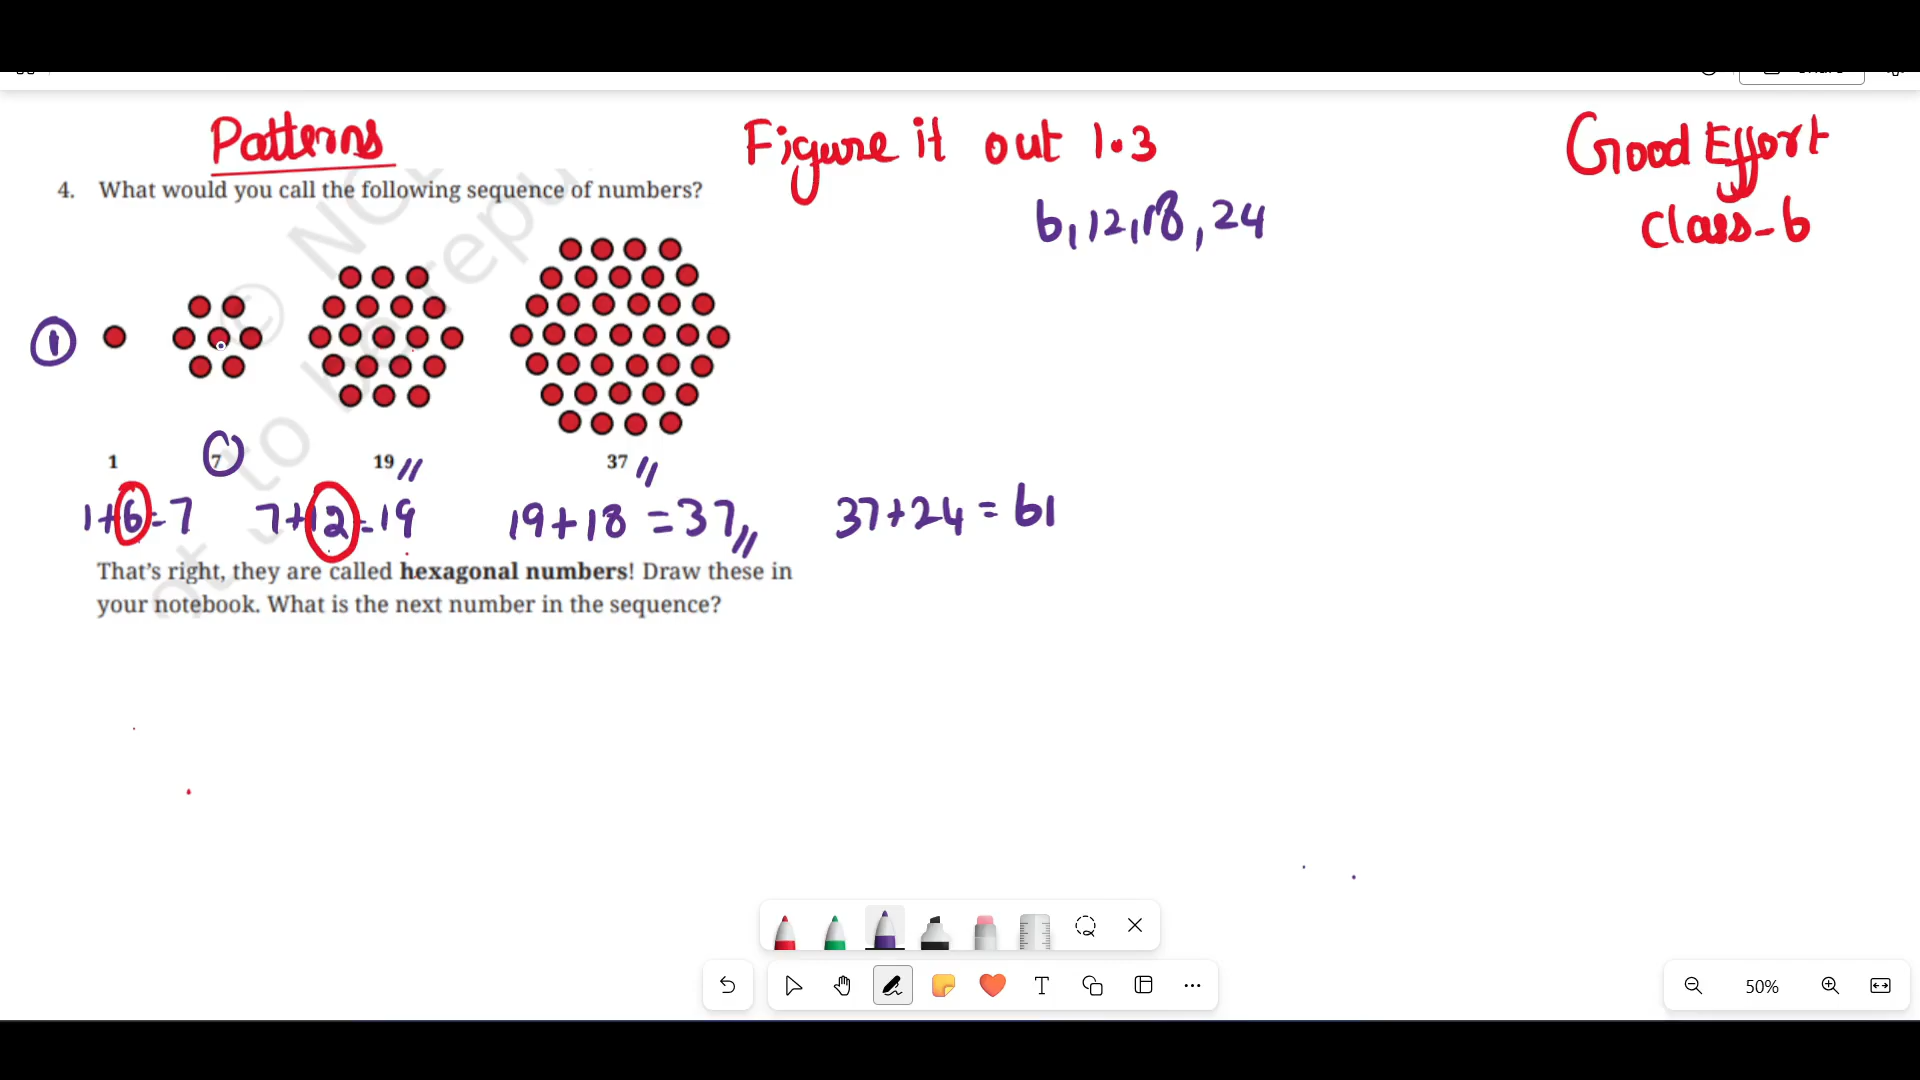 Patterns
Figure it out 1.3
Good Effort
Class-6
4. What would you call the following sequence of numbers?
6, 12, 18, 24
1
1 7 19 // 37 //
1+6=7 7+12=19 19+18 =37// 37+24 = 61
That's right, they are called hexagonal numbers! Draw these in
your notebook. What is the next number in the sequence?
T
50%